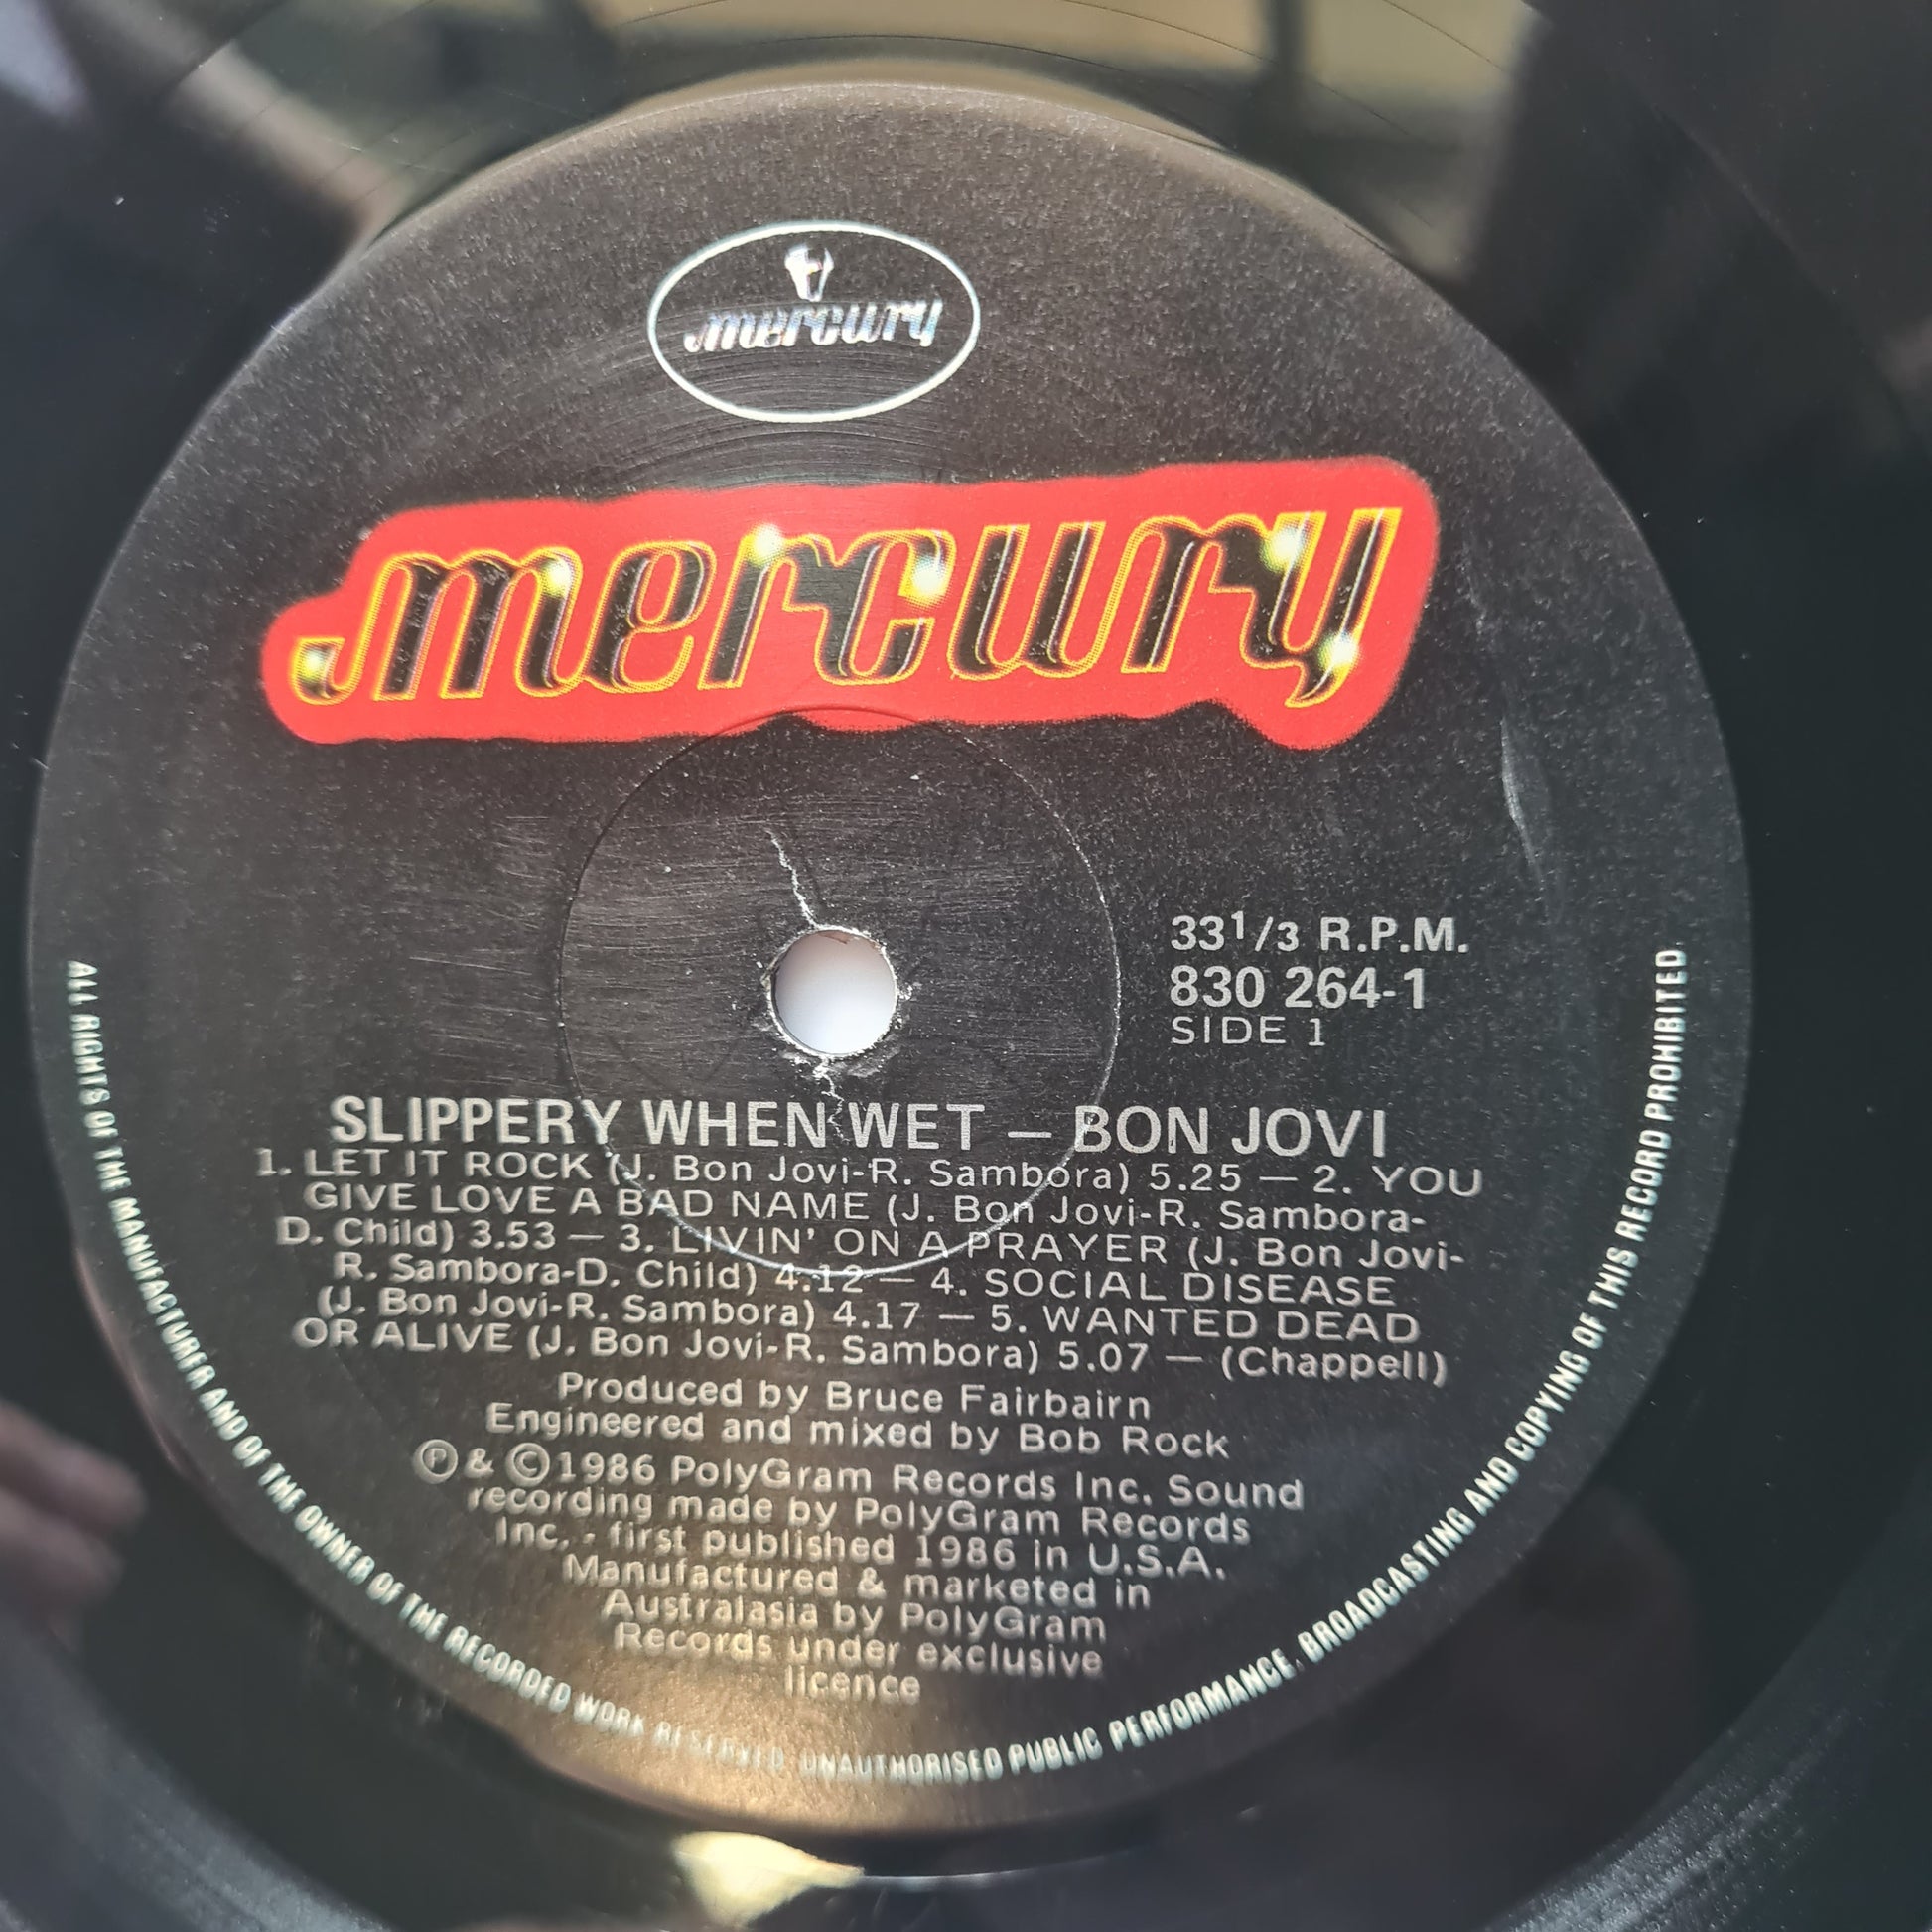 mercury
mercury
33 1/3 R.P.M.
830 264-1
SIDE 1
SLIPPERY WHEN WET — BON JOVI
1. LET IT ROCK (J. Bon Jovi-R. Sambora) 5.25 — 2. YOU
GIVE LOVE A BAD NAME (J. Bon Jovi-R. Sambora-
D. Child) 3.53 — 3. LIVIN' ON A PRAYER (J. Bon Jovi-
R. Sambora-D. Child) 4.12 — 4. SOCIAL DISEASE
(J. Bon Jovi-R. Sambora) 4.17 — 5. WANTED DEAD
OR ALIVE (J. Bon Jovi-R. Sambora) 5.07 — (Chappell)
Produced by Bruce Fairbairn
Engineered and mixed by Bob Rock
Ⓟ & ©1986 PolyGram Records Inc. Sound
recording made by PolyGram Records
Inc. - first published 1986 in U.S.A.
Manufactured & marketed in
Australasia by PolyGram
Records under exclusive
licence
ALL RIGHTS OF THE MANUFACTURER AND OF THE OWNER OF THE RECORDED WORK RESERVED. UNAUTHORISED PUBLIC PERFORMANCE, BROADCASTING AND COPYING OF THIS RECORD PROHIBITED.